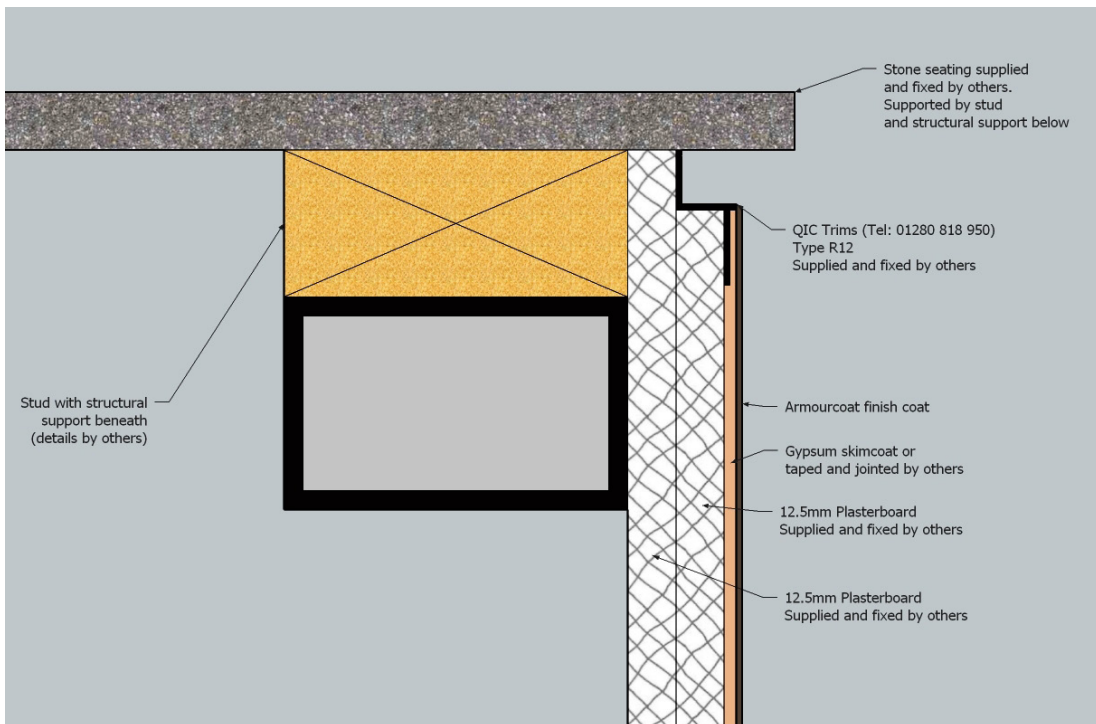 Stone seating supplied
and fixed by others.
Supported by stud
and structural support below
QIC Trims (Tel: 01280 818 950)
Type R12
Supplied and fixed by others
Stud with structural
support beneath
(details by others)
Armourcoat finish coat
Gypsum skimcoat or
taped and jointed by others
12.5mm Plasterboard
Supplied and fixed by others
12.5mm Plasterboard
Supplied and fixed by others